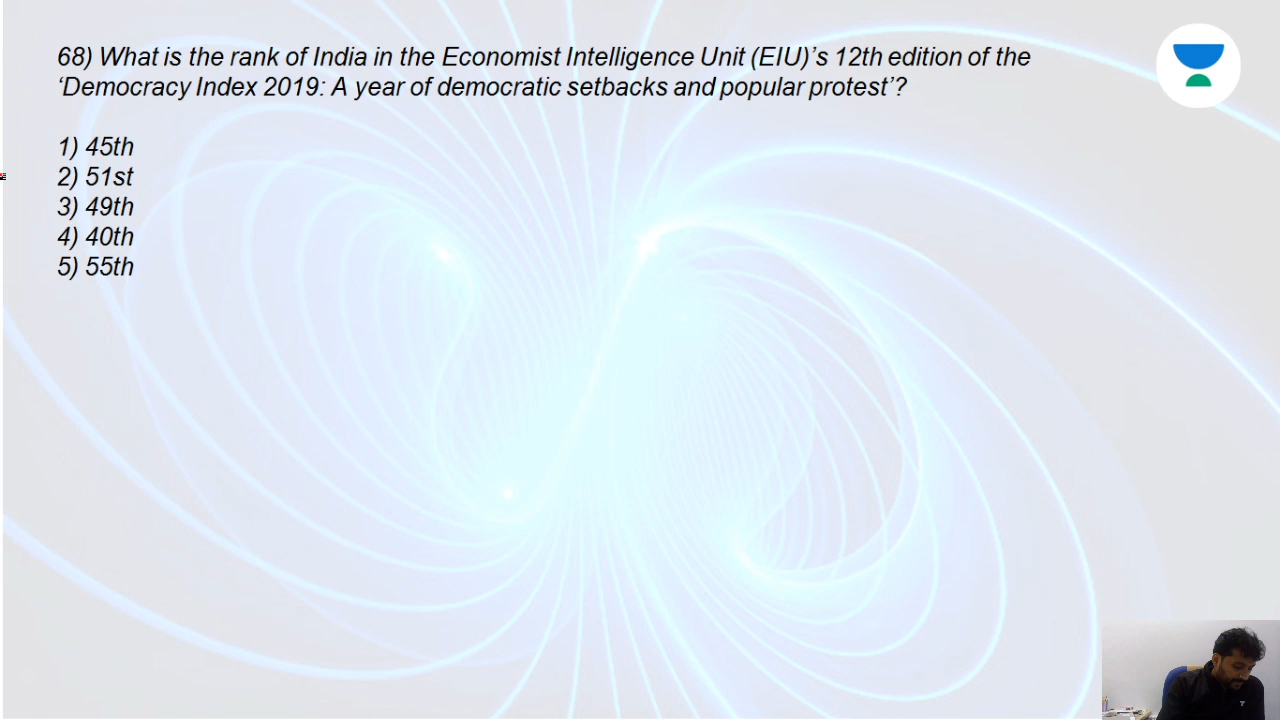 68) What is the rank of India in the Economist Intelligence Unit (EIU)’s 12th edition of the
‘Democracy Index 2019: A year of democratic setbacks and popular protest’?
1) 45th
2) 51st
3) 49th
4) 40th
5) 55th